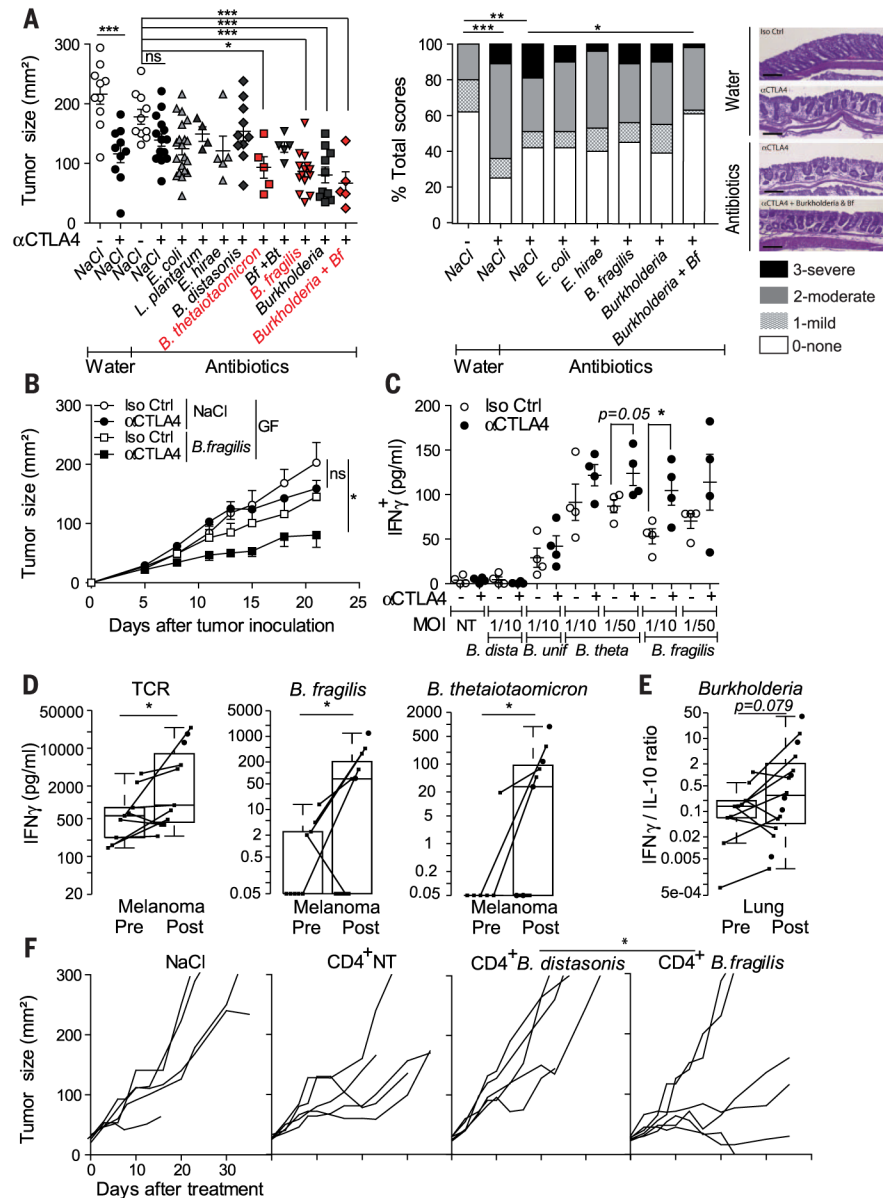 A
***
***
***
***
*
ns
Tumor size (mm²)
300
200
100
0
αCTLA4 - + - + + + + + + + + + +
NaCl
NaCl
NaCl
NaCl
E. coli
L. plantarum
E. hirae
B. distasonis
B. thetaiotaomicron
Bf +Bt
B. fragilis
Burkholderia
Burkholderia + Bf
Water
Antibiotics
**
***
*
% Total scores
100
80
60
40
20
0
- + + + + + + +
NaCl
NaCl
NaCl
E. coli
E. hirae
B. fragilis
Burkholderia
Burkholderia + Bf
Water
Antibiotics
Water
Antibiotics
Iso Ctrl
αCTLA4
αCTLA4
αCTLA4 + Burkholderia & Bf
3-severe
2-moderate
1-mild
0-none
B
Iso Ctrl
αCTLA4
NaCl
Iso Ctrl
αCTLA4
B.fragilis
GF
ns
*
Tumor size (mm²)
300
200
100
0
0 5 10 15 20 25
Days after tumor inoculation
C
Iso Ctrl
αCTLA4
p=0.05
*
IFNγ+ (pg/ml)
200
150
100
50
0
αCTLA4 - + - + - + - + - + - + - +
MOI NT 1/10 1/10 1/10 1/50 1/10 1/50
B. dista B. unif B. theta B. fragilis
D
TCR
*
IFNγ (pg/ml)
50000
10000
2000
500
100
20
Melanoma
Pre Post
B. fragilis
*
5000
1000
200
50
10
2
0.5
0.05
Melanoma
Pre Post
B. thetaiotaomicron
*
2000
500
100
20
5
1
0.2
0.05
Melanoma
Pre Post
E
Burkholderia
p=0.079
IFNγ / IL-10 ratio
50
10
2
0.5
0.1
0.02
0.005
5e-04
Lung
Pre Post
F
*
NaCl
CD4+ NT
CD4+ B. distasonis
CD4+ B.fragilis
Tumor size (mm²)
300
200
100
0
0 10 20 30
Days after treatment